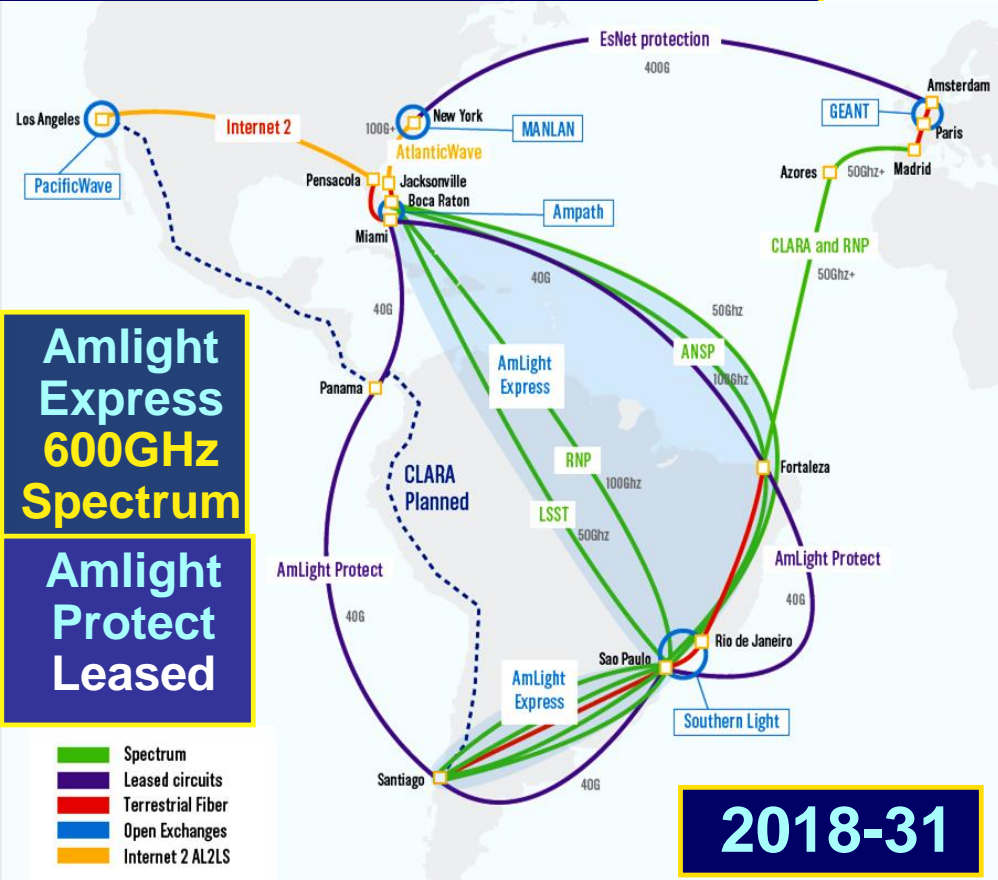 EsNet protection
400G
Amsterdam
GEANT
Paris
Los Angeles
Internet 2
100G+
New York
MANLAN
AtlanticWave
Azores
50Ghz+
Madrid
PacificWave
Pensacola
Jacksonville
Boca Raton
Ampath
Miami
CLARA and RNP
50Ghz+
40G
40G
50Ghz
Amlight
Express
600GHz
Spectrum
AmLight
Express
ANSP
100Ghz
Panama
CLARA
Planned
RNP
100Ghz
Fortaleza
LSST
50Ghz
Amlight
Protect
Leased
AmLight Protect
40G
AmLight Protect
40G
Rio de Janeiro
Sao Paulo
AmLight
Express
Southern Light
Santiago
40G
Spectrum
Leased circuits
Terrestrial Fiber
Open Exchanges
Internet 2 AL2LS
2018-31